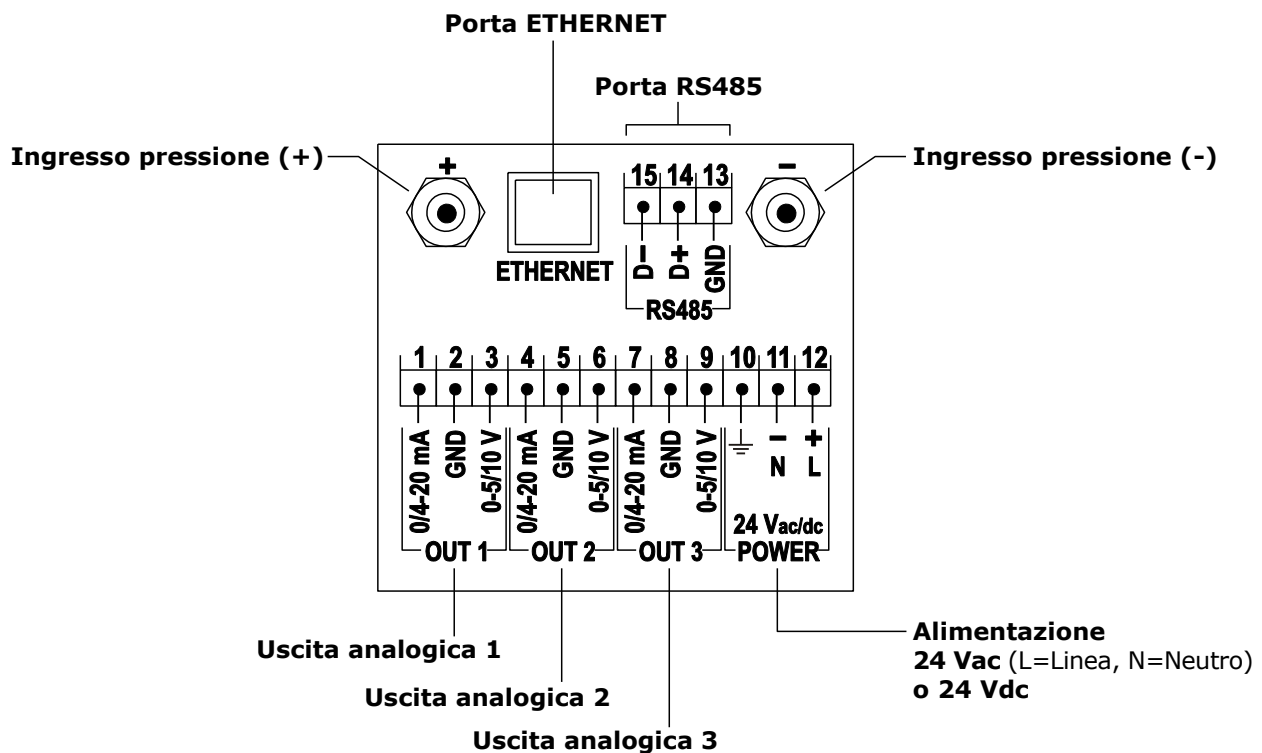 Porta ETHERNET
Porta RS485
Ingresso pressione (+)
Ingresso pressione (-)
+
−
15 14 13
ETHERNET
D− D+ GND
RS485
1 2 3 4 5 6 7 8 9 10 11 12
0/4-20 mA GND 0-5/10 V 0/4-20 mA GND 0-5/10 V 0/4-20 mA GND 0-5/10 V
− +
N L
24 Vac/dc
OUT 1 OUT 2 OUT 3 POWER
Uscita analogica 1
Uscita analogica 2
Uscita analogica 3
Alimentazione
24 Vac (L=Linea, N=Neutro)
o 24 Vdc